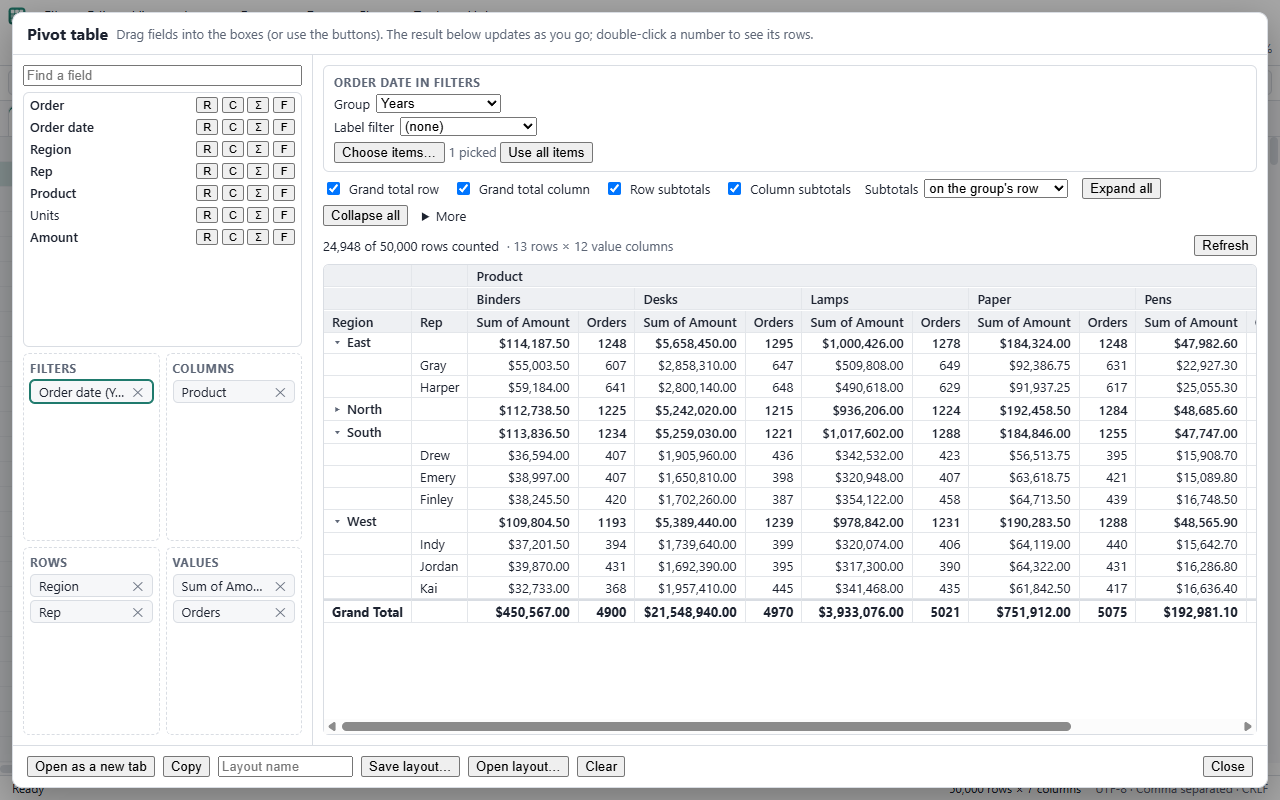 Pivot table Drag fields into the boxes (or use the buttons). The result below updates as you go; double-click a number to see its rows.
Find a field
Order R C Σ F
Order date R C Σ F
Region R C Σ F
Rep R C Σ F
Product R C Σ F
Units R C Σ F
Amount R C Σ F
FILTERS
Order date (Y...
COLUMNS
Product
ROWS
Region
Rep
VALUES
Sum of Amo...
Orders
ORDER DATE IN FILTERS
Group Years
Label filter (none)
Choose items... 1 picked Use all items
Grand total row Grand total column Row subtotals Column subtotals Subtotals on the group's row Expand all
Collapse all ▶ More
24,948 of 50,000 rows counted · 13 rows × 12 value columns Refresh
Product
Binders Desks Lamps Paper Pens
Region Rep Sum of Amount Orders Sum of Amount Orders Sum of Amount Orders Sum of Amount Orders Sum of Amount
East $114,187.50 1248 $5,658,450.00 1295 $1,000,426.00 1278 $184,324.00 1248 $47,982.60
Gray $55,003.50 607 $2,858,310.00 647 $509,808.00 649 $92,386.75 631 $22,927.30
Harper $59,184.00 641 $2,800,140.00 648 $490,618.00 629 $91,937.25 617 $25,055.30
North $112,738.50 1225 $5,242,020.00 1215 $936,206.00 1224 $192,458.50 1284 $48,685.60
South $113,836.50 1234 $5,259,030.00 1221 $1,017,602.00 1288 $184,846.00 1255 $47,747.00
Drew $36,594.00 407 $1,905,960.00 436 $342,532.00 423 $56,513.75 395 $15,908.70
Emery $38,997.00 407 $1,650,810.00 398 $320,948.00 407 $63,618.75 421 $15,089.80
Finley $38,245.50 420 $1,702,260.00 387 $354,122.00 458 $64,713.50 439 $16,748.50
West $109,804.50 1193 $5,389,440.00 1239 $978,842.00 1231 $190,283.50 1288 $48,565.90
Indy $37,201.50 394 $1,739,640.00 399 $320,074.00 406 $64,119.00 440 $15,642.70
Jordan $39,870.00 431 $1,692,390.00 395 $317,300.00 390 $64,322.00 431 $16,286.80
Kai $32,733.00 368 $1,957,410.00 445 $341,468.00 435 $61,842.50 417 $16,636.40
Grand Total $450,567.00 4900 $21,548,940.00 4970 $3,933,076.00 5021 $751,912.00 5075 $192,981.10
Open as a new tab Copy Layout name Save layout... Open layout... Clear Close
Ready 50,000 rows × 7 columns UTF-8 · Comma separated · CRLF